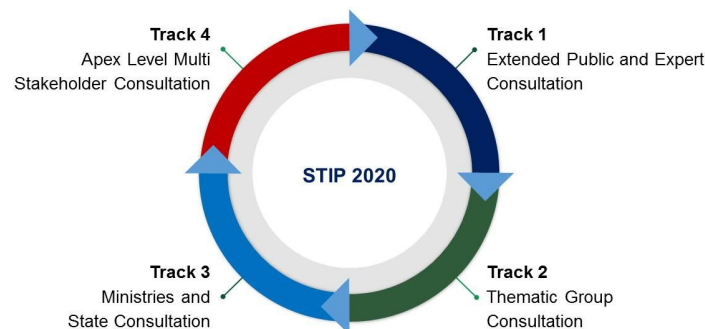 Track 4
Apex Level Multi
Stakeholder Consultation
Track 1
Extended Public and Expert
Consultation
STIP 2020
Track 3
Ministries and
State Consultation
Track 2
Thematic Group
Consultation